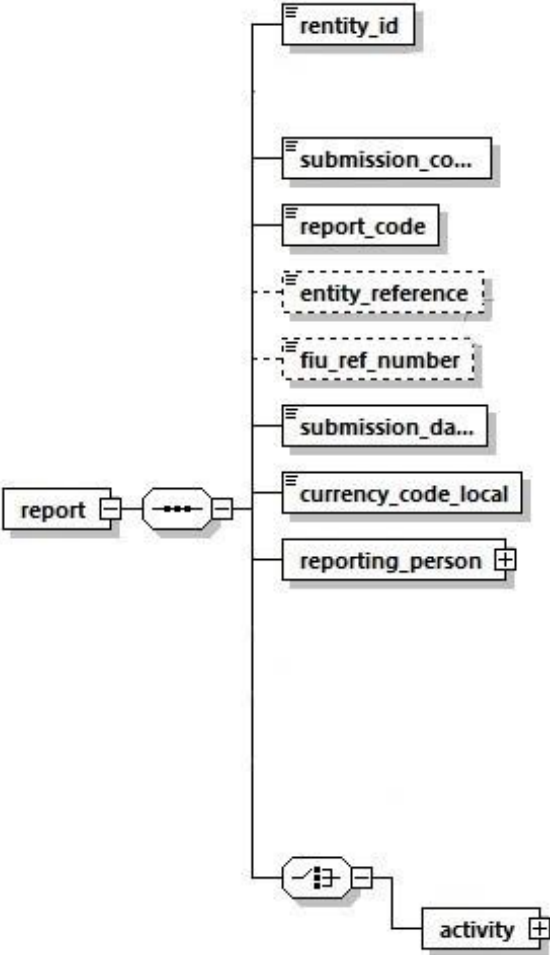 rentity_id
submission_co...
report_code
entity_reference
fiu_ref_number
submission_da...
currency_code_local
report
reporting_person
activity